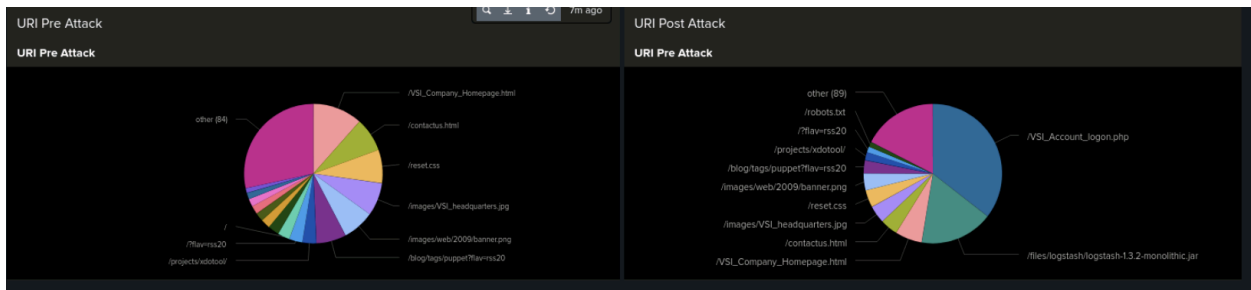 URI Pre Attack
7m ago
URI Pre Attack
/VSI_Company_Homepage.html
other (84)
/contactus.html
/reset.css
/images/VSI_headquarters.jpg
/
/images/web/2009/banner.png
/?flav=rss20
/blog/tags/puppet?flav=rss20
/projects/xdotool/
URI Post Attack
URI Pre Attack
other (89)
/robots.txt
/?flav=rss20
/VSI_Account_logon.php
/projects/xdotool/
/blog/tags/puppet?flav=rss20
/images/web/2009/banner.png
/reset.css
/images/VSI_headquarters.jpg
/contactus.html
/files/logstash/logstash-1.3.2-monolithic.jar
/VSI_Company_Homepage.html